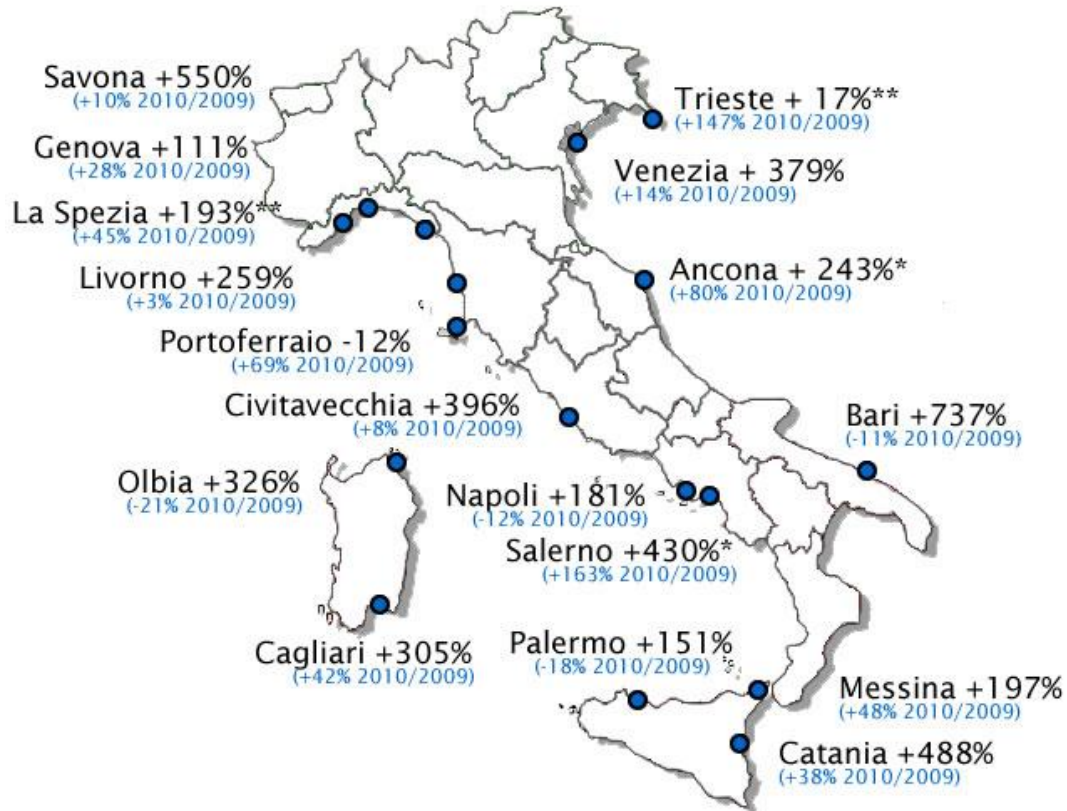 Savona +550%
(+10% 2010/2009)
Genova +111%
(+28% 2010/2009)
La Spezia +193%**
(+45% 2010/2009)
Livorno +259%
(+3% 2010/2009)
Portoferraio -12%
(+69% 2010/2009)
Civitavecchia +396%
(+8% 2010/2009)
Olbia +326%
(-21% 2010/2009)
Cagliari +305%
(+42% 2010/2009)
Trieste + 17%**
(+147% 2010/2009)
Venezia + 379%
(+14% 2010/2009)
Ancona + 243%*
(+80% 2010/2009)
Bari +737%
(-11% 2010/2009)
Napoli +181%
(-12% 2010/2009)
Salerno +430%*
(+163% 2010/2009)
Palermo +151%
(-18% 2010/2009)
Messina +197%
(+48% 2010/2009)
Catania +488%
(+38% 2010/2009)